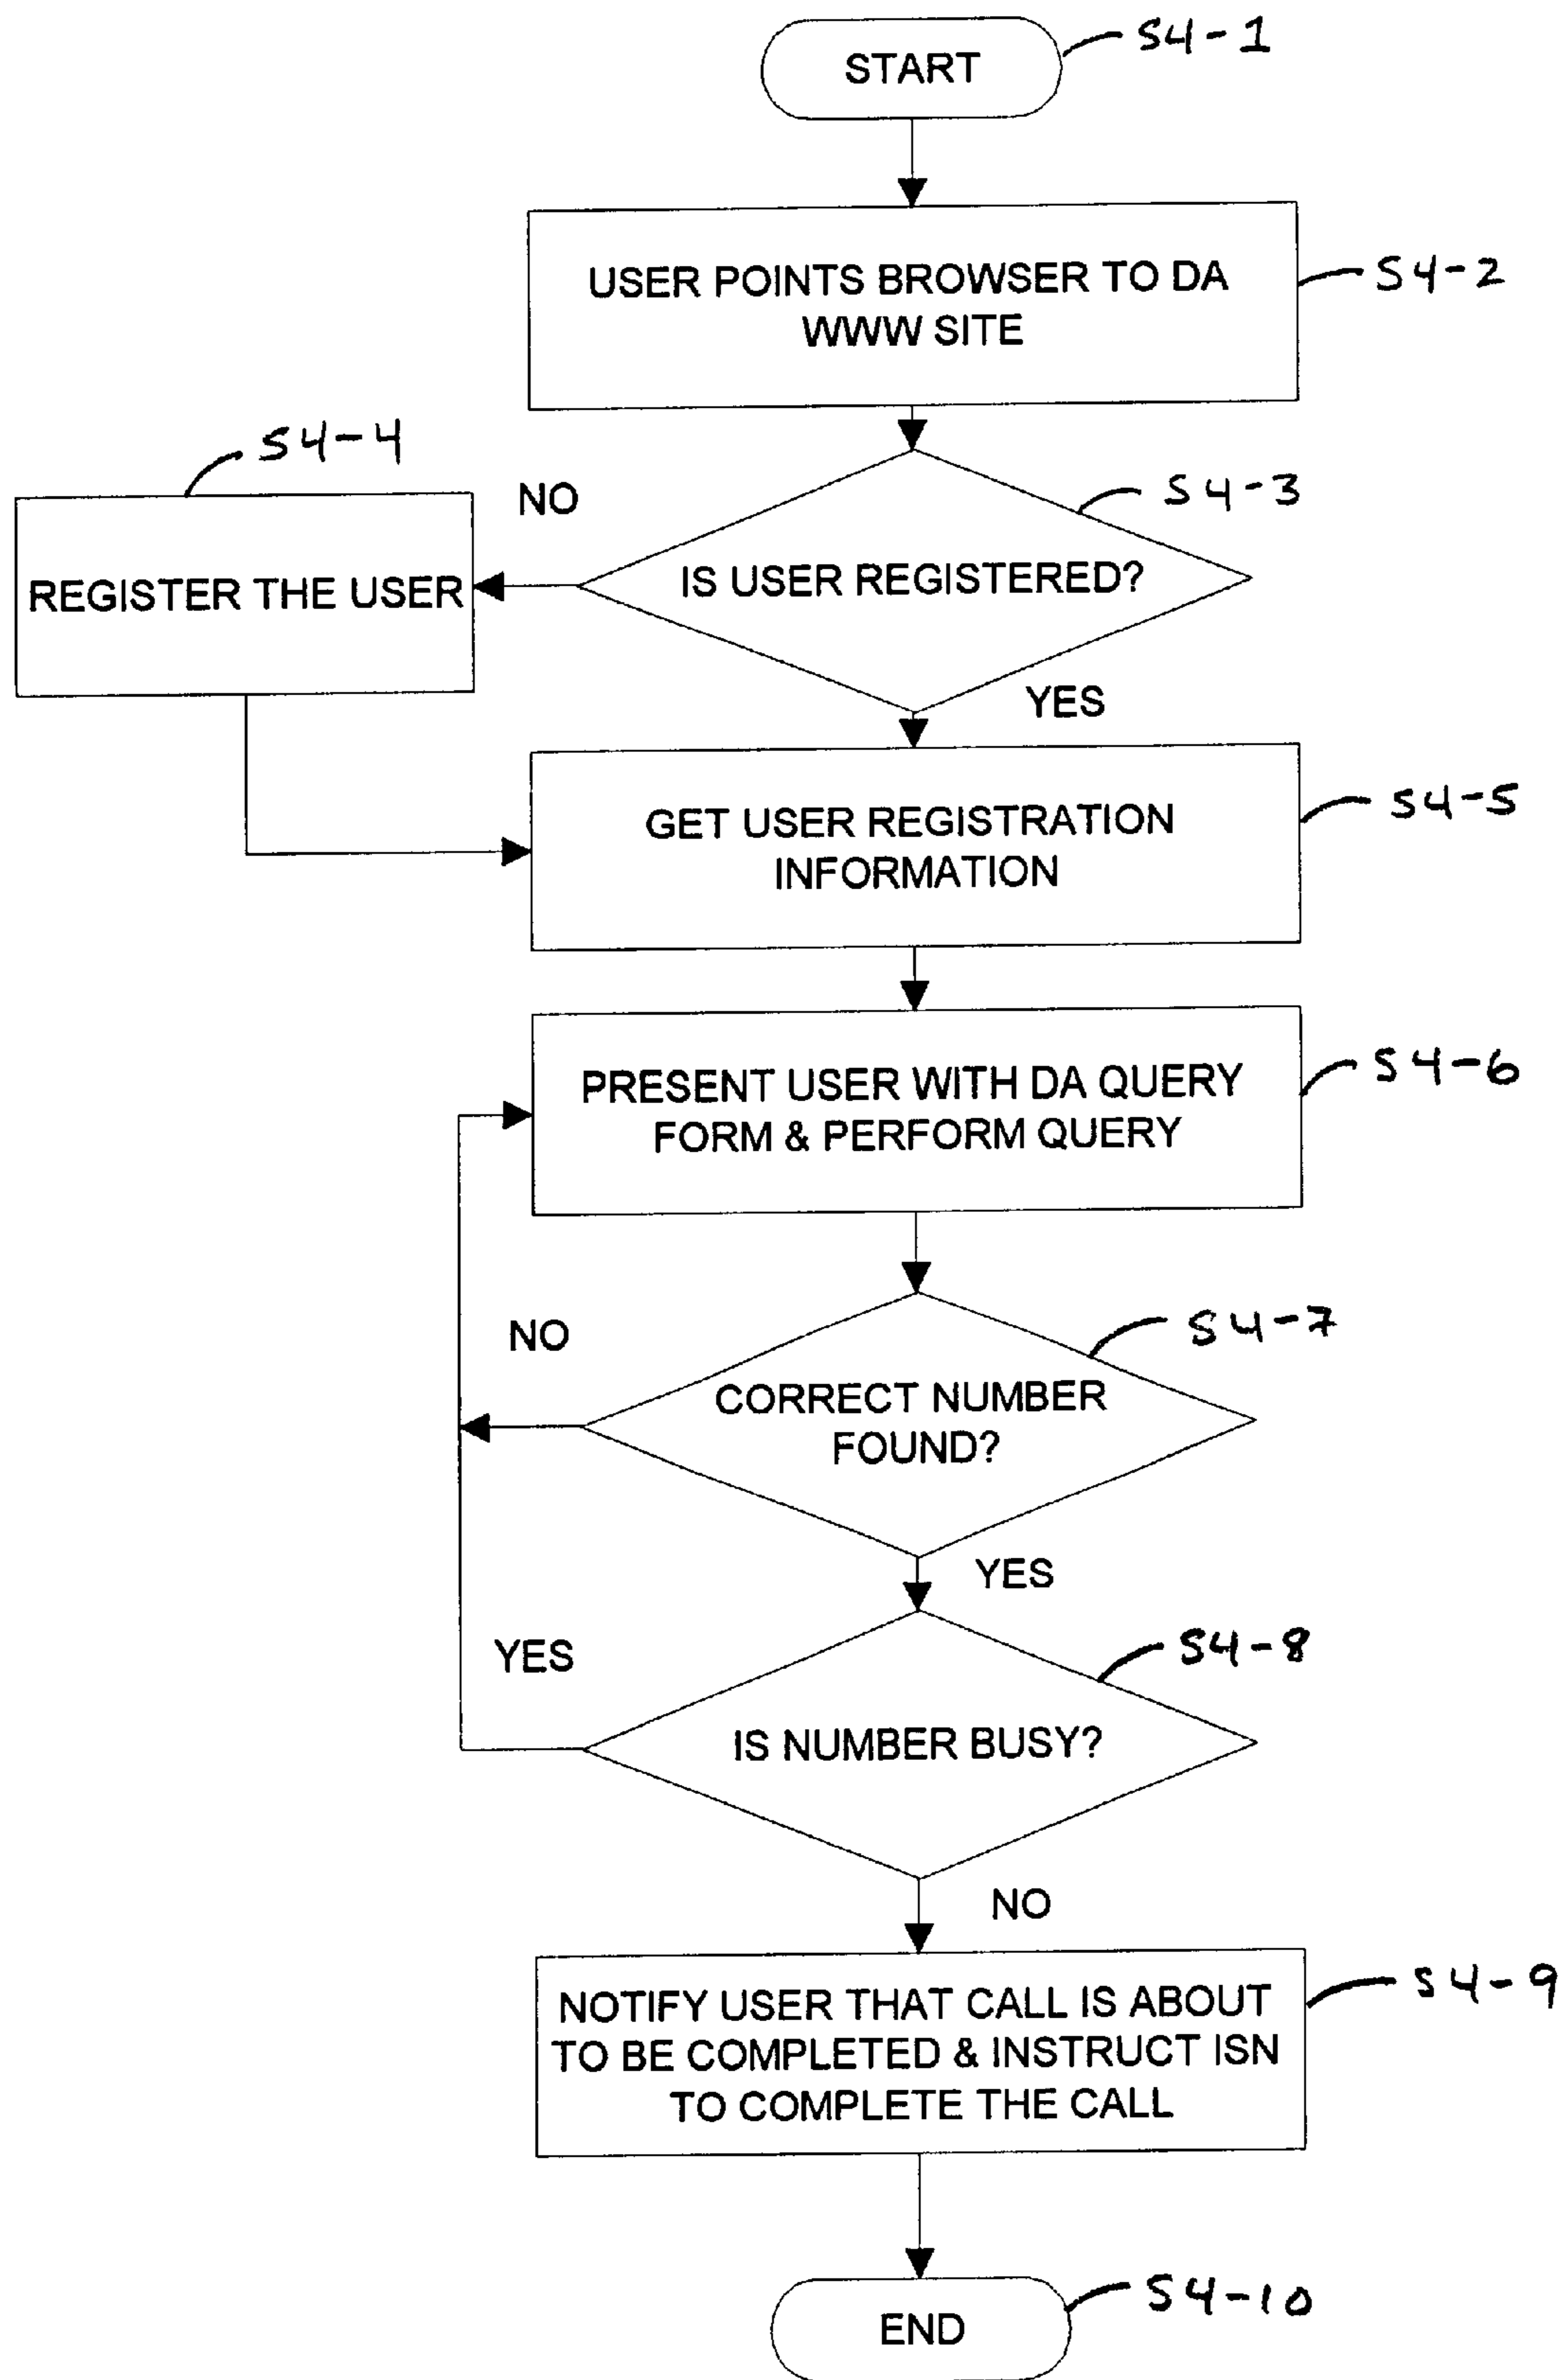 START
S4-1
USER POINTS BROWSER TO DA
WWW SITE
S4-2
S4-4
NO
S4-3
REGISTER THE USER
IS USER REGISTERED?
YES
GET USER REGISTRATION
INFORMATION
S4-5
PRESENT USER WITH DA QUERY
FORM & PERFORM QUERY
S4-6
NO
S4-7
CORRECT NUMBER
FOUND?
YES
YES
S4-8
IS NUMBER BUSY?
NO
NOTIFY USER THAT CALL IS ABOUT
TO BE COMPLETED & INSTRUCT ISN
TO COMPLETE THE CALL
S4-9
END
S4-10